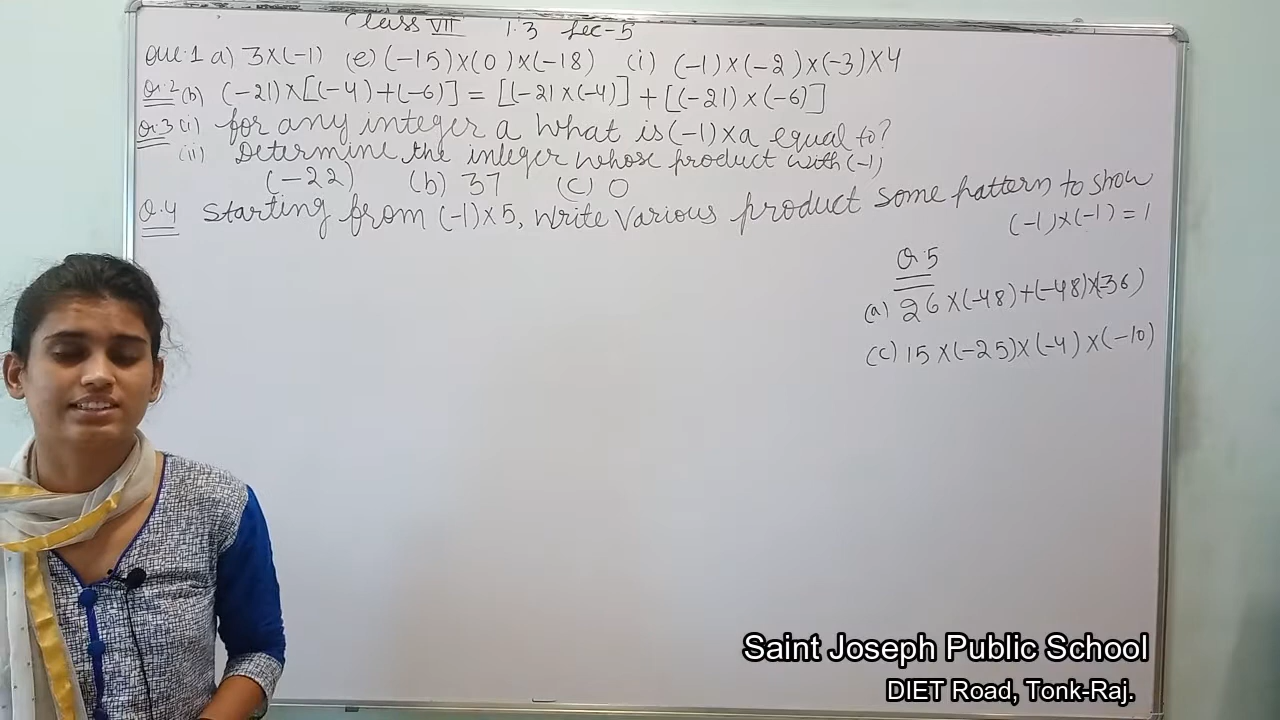 Class VII 1.3 Lec-5
Que.1 a) 3×(-1) (e) (-15)×(0)×(-18) (i) (-1)×(-2)×(-3)×4
Q.2 (b) (-21)×[(-4)+(-6)] = [(-21×(-4)] + [(-21)×(-6)]
Q.3 (i) for any integer a what is (-1)×a equal to?
(ii) Determine the integer whose product with (-1)
(-22) (b) 37 (C) 0
Q.4 Starting from (-1)×5, write various product some pattern to show
(-1)×(-1) = 1
Q.5
(a) 26×(-48)+(-48)×(-36)
(c) 15×(-25)×(-4)×(-10)
Saint Joseph Public School
DIET Road, Tonk-Raj.